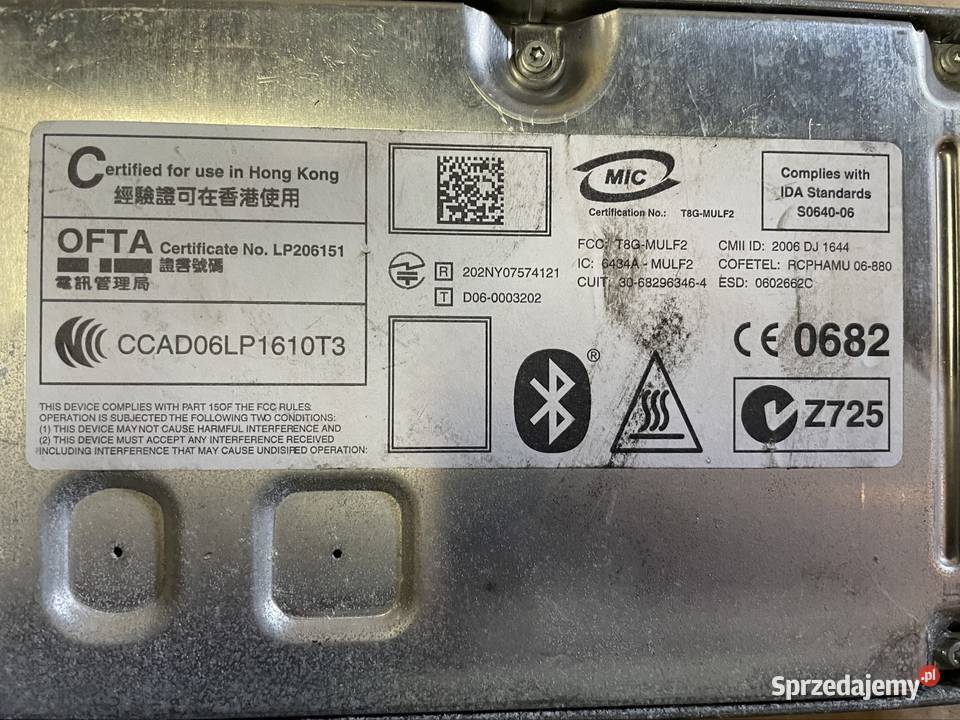 Certified for use in Hong Kong
經驗證可在香港使用
OFTA Certificate No. LP206151
證書號碼
電訊管理局
CCAD06LP1610T3
THIS DEVICE COMPLIES WITH PART 15OF THE FCC RULES:
OPERATION IS SUBJECTED THE FOLLOWING TWO CONDITIONS:
(1) THIS DEVICE MAY NOT CAUSE HARMFUL INTERFERENCE AND
(2) THIS DEVICE MUST ACCEPT ANY INTERFERENCE RECEIVED
INCLUDING INTERFERENCE THAT MAY CAUSE UNDISIRED OPERATION:
R 202NY07574121
T D06-0003202
MIC
Certification No.: T8G-MULF2
Complies with
IDA Standards
S0640-06
FCC: T8G-MULF2
IC: 6434A - MULF2
CUIT: 30-68296346-4
CMII ID: 2006 DJ 1644
COFETEL: RCPHAMU 06-880
ESD: 0602662C
®
CE 0682
Z725
Sprzedajemy.pl